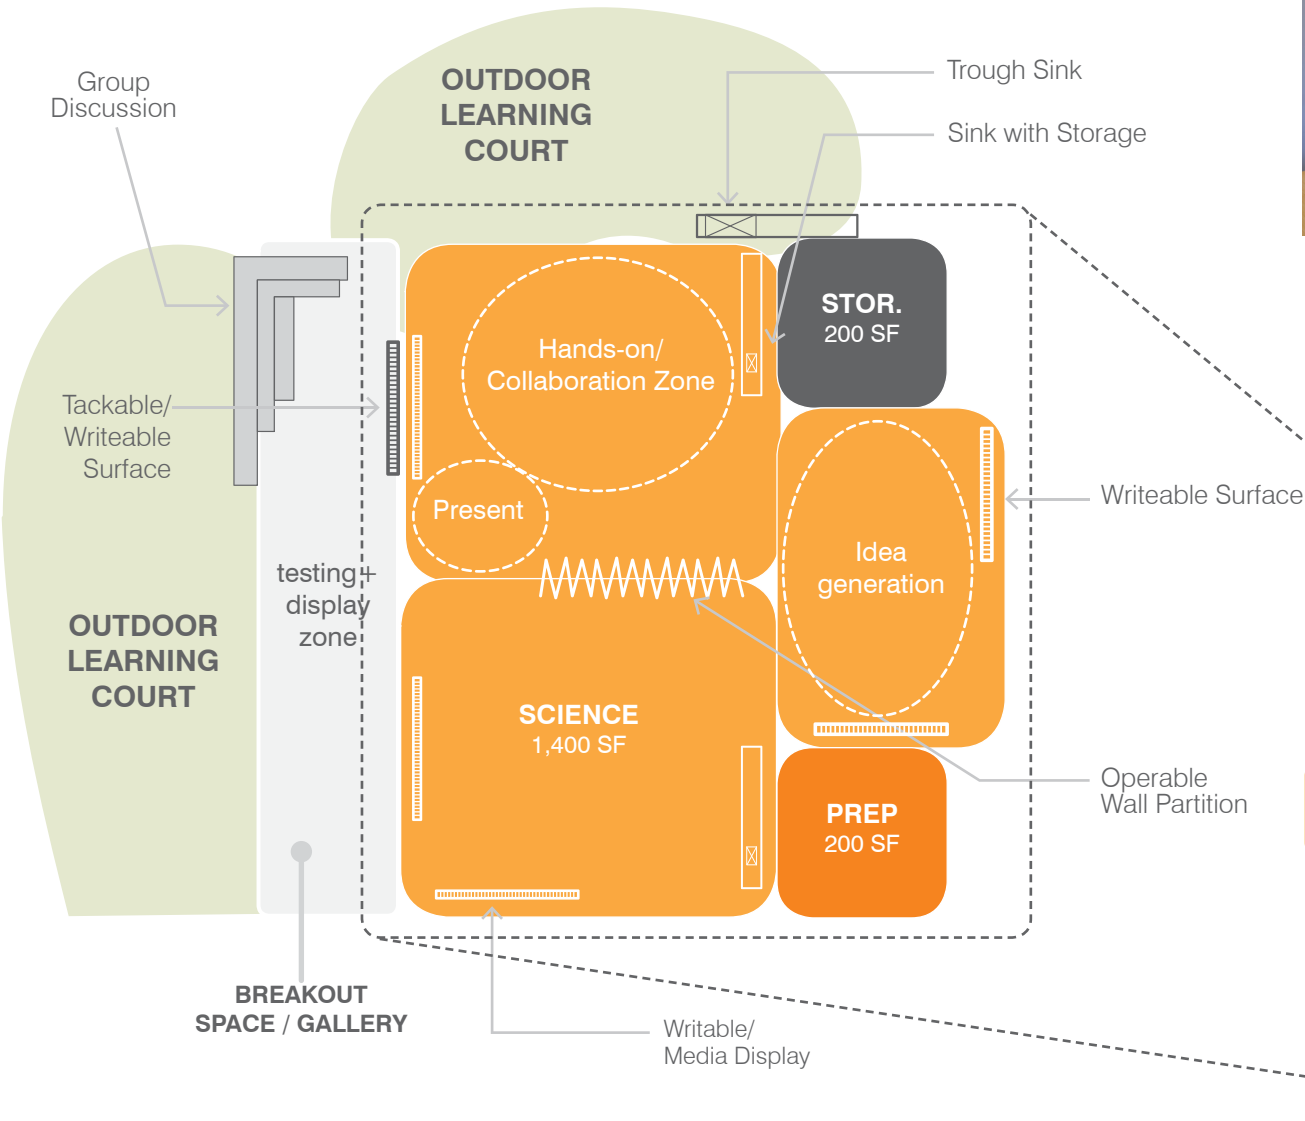 Group
Discussion
OUTDOOR
LEARNING
COURT
Trough Sink
Sink with Storage
STOR.
200 SF
Hands-on/
Collaboration Zone
Tackable/
Writeable
Surface
Present
Writeable Surface
Idea
generation
testing+
display
zone
OUTDOOR
LEARNING
COURT
SCIENCE
1,400 SF
Operable
Wall Partition
PREP
200 SF
BREAKOUT
SPACE / GALLERY
Writable/
Media Display